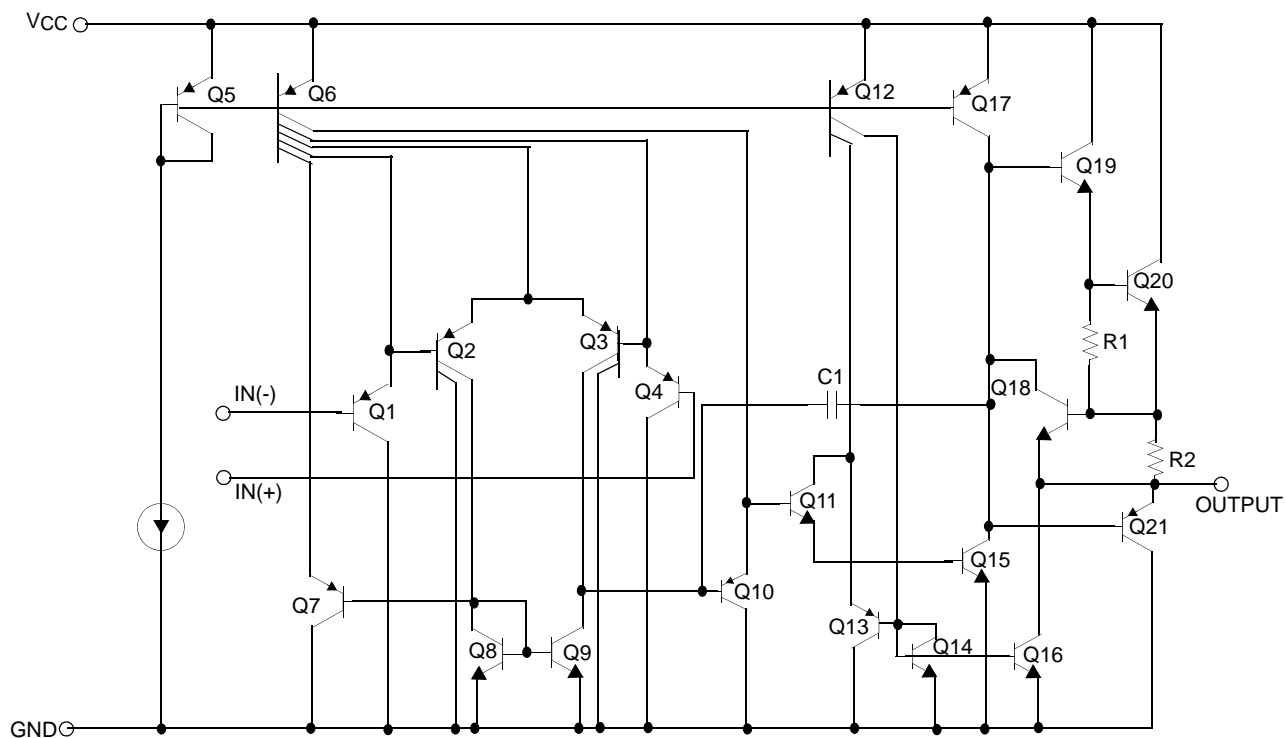 VCC
Q5
Q6
Q12
Q17
Q19
Q20
Q2
Q3
R1
C1
Q18
Q4
IN(-)
Q1
R2
IN(+)
Q11
OUTPUT
Q21
Q15
Q10
Q7
Q13
Q8
Q9
Q14
Q16
GND